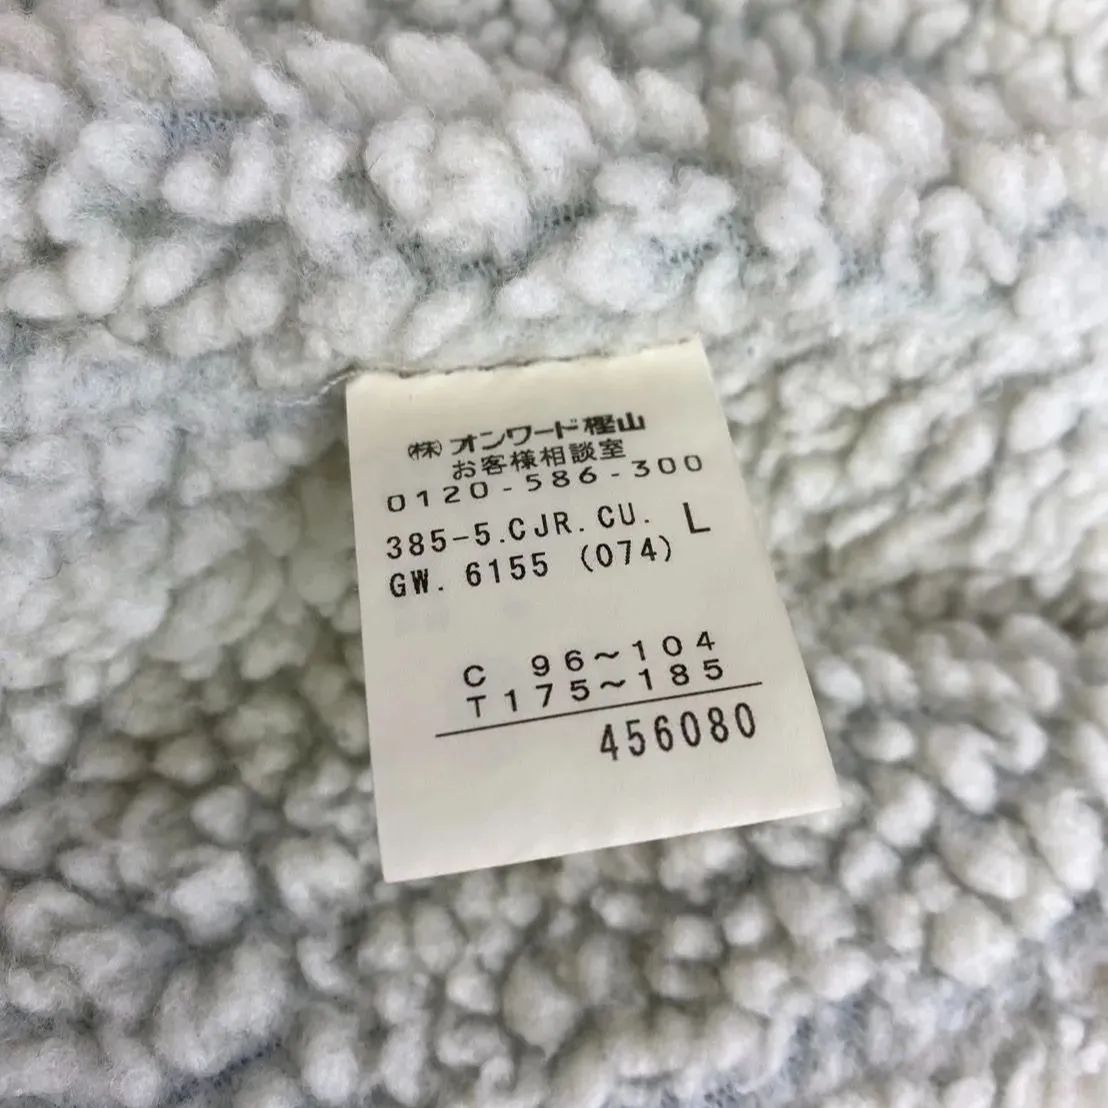 ㈱オンワード樫山
お客様相談室
0120-586-300
385-5.CJR.CU. L
GW. 6155 (074)
C 96~104
T175~185
456080